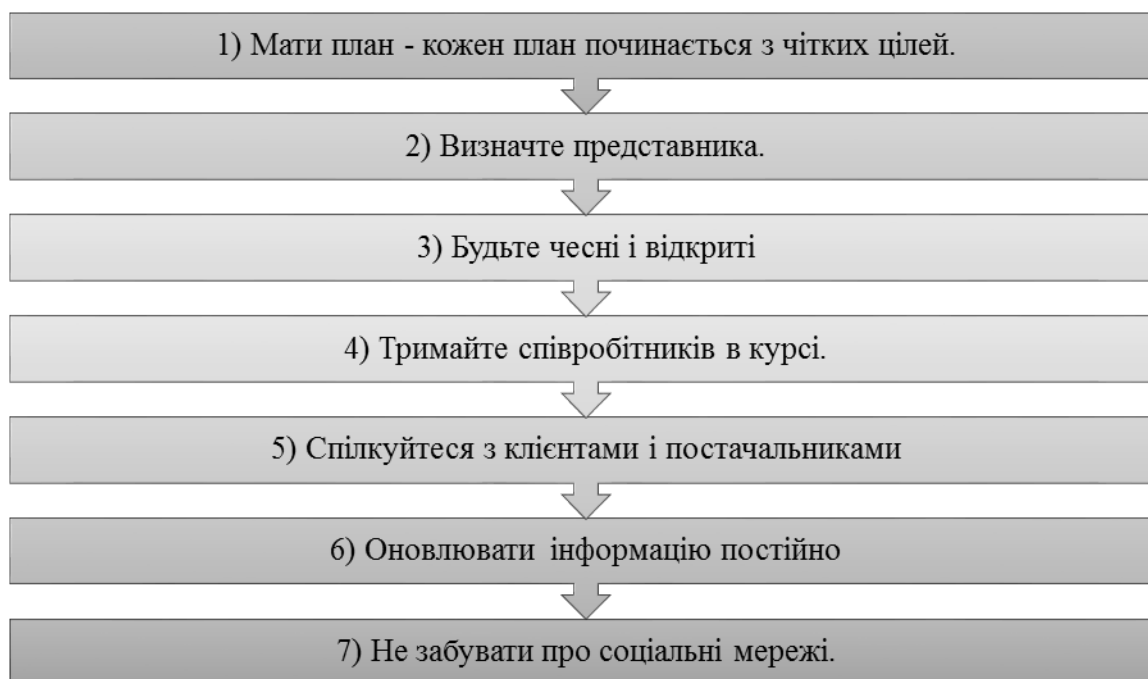 1) Мати план - кожен план починається з чітких цілей.
2) Визначте представника.
3) Будьте чесні і відкриті
4) Тримайте співробітників в курсі.
5) Спілкуйтеся з клієнтами і постачальниками
6) Оновлювати інформацію постійно
7) Не забувати про соціальні мережі.